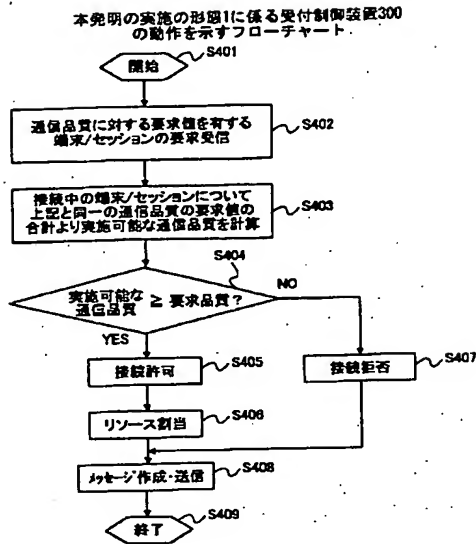 本発明の実施の形態1に係る受付制御装置300
の動作を示すフローチャート
S401
開始
通信品質に対する要求値を有する
端末/セッションの要求受信
S402
接続中の端末/セッションについて
上記と同一の通信品質の要求値の
合計より実施可能な通信品質を計算
S403
S404
実施可能な
通信品質 ≧ 要求品質?
NO
YES
接続許可
S405
接続拒否
S407
リソース割当
S406
メッセージ作成・送信
S408
終了
S409